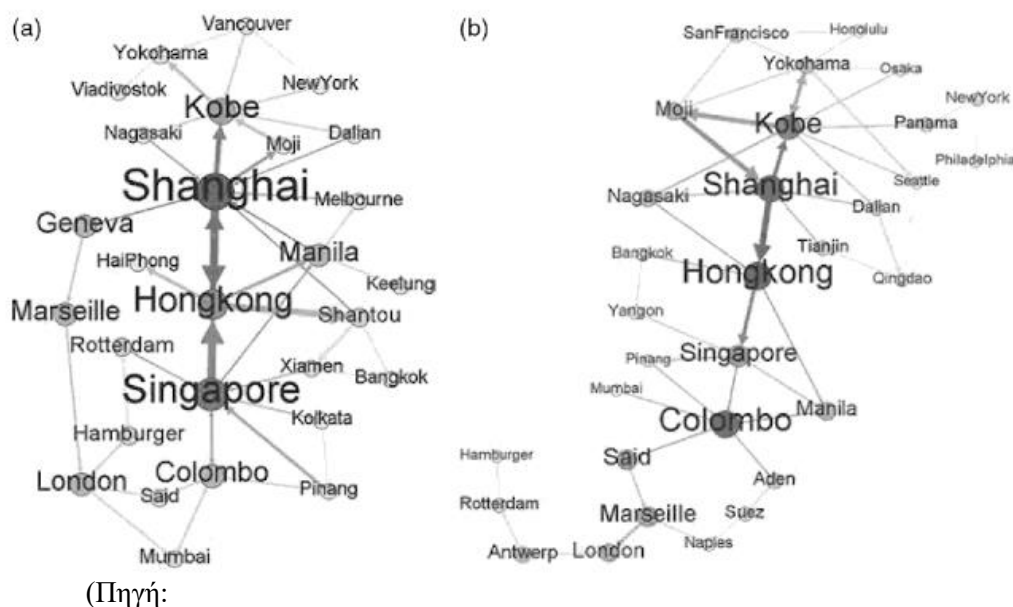 (a)
Vancouver
Yokohama
Viadivostok
NewYork
Kobe
Nagasaki
Moji
Dalian
Shanghai
Melbourne
Geneva
Manila
HaiPhong
Keelung
Hongkong
Marseille
Shantou
Rotterdam
Xiamen
Bangkok
Singapore
Kolkata
Hamburger
Colombo
London
Said
Pinang
Mumbai
(b)
SanFrancisco
Honolulu
Yokohama
Osaka
Moji
NewYork
Kobe
Panama
Philadelphia
Shanghai
Seattle
Nagasaki
Dalian
Tianjin
Bangkok
Hongkong
Qingdao
Yangon
Singapore
Pinang
Mumbai
Colombo
Manila
Said
Hamburger
Aden
Rotterdam
Marseille
Suez
Naples
Antwerp
London
(Πηγή: